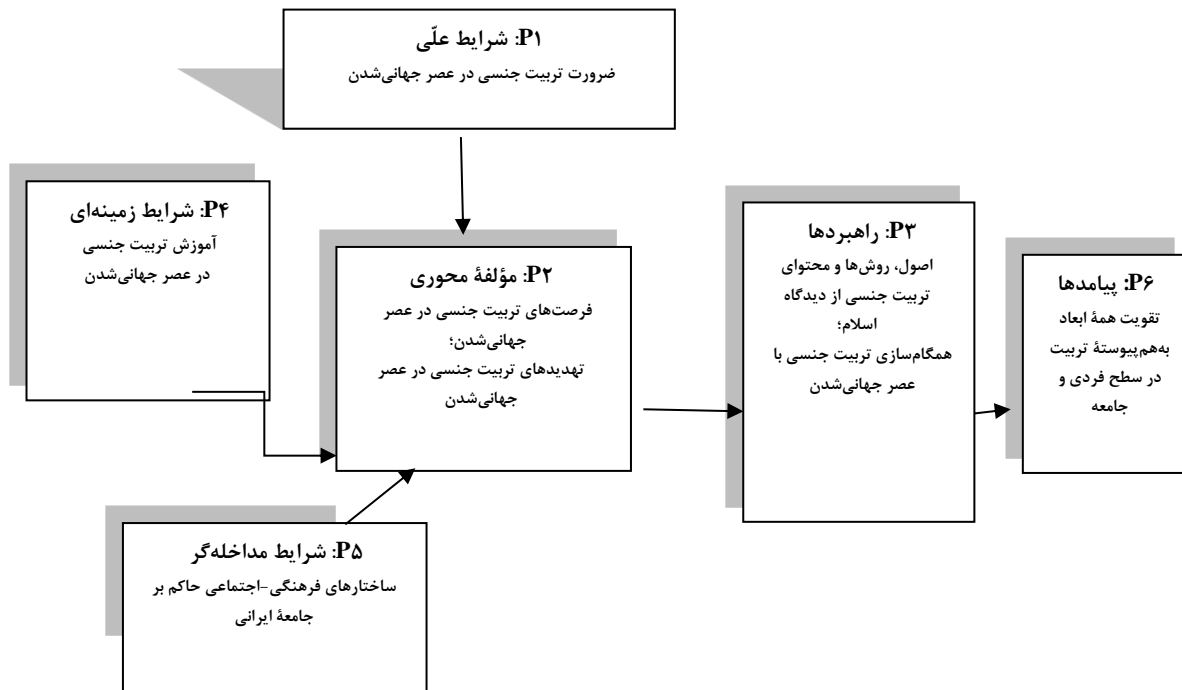 P۱: شرایط علّی
ضرورت تربیت جنسی در عصر جهانی‌شدن
P۴: شرایط زمینه‌ای
آموزش تربیت جنسی
در عصر جهانی‌شدن
P۲: مؤلفهٔ محوری
فرصت‌های تربیت جنسی در عصر
جهانی‌شدن؛
تهدیدهای تربیت جنسی در عصر
جهانی‌شدن
P۳: راهبردها
اصول، روش‌ها و محتوای
تربیت جنسی از دیدگاه
اسلام؛
همگام‌سازی تربیت جنسی با
عصر جهانی‌شدن
P۶: پیامدها
تقویت همهٔ ابعاد
به‌هم‌پیوستهٔ تربیت
در سطح فردی و
جامعه
P۵: شرایط مداخله‌گر
ساختارهای فرهنگی-اجتماعی حاکم بر
جامعهٔ ایرانی